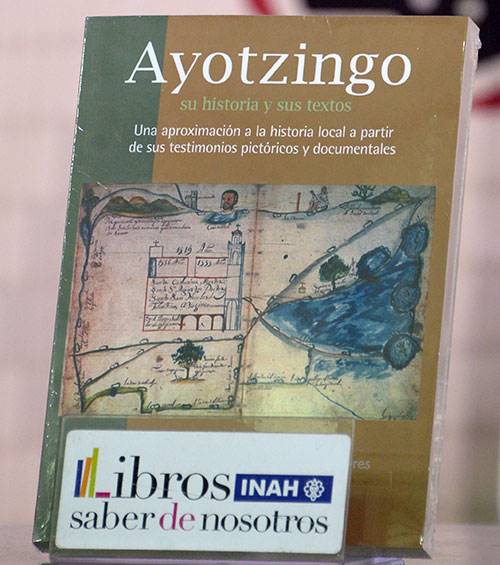 Ayotzingo
su historia y sus textos
Una aproximación a la historia local a partir
de sus testimonios pictóricos y documentales
res
Libros INAH
saber de nosotros